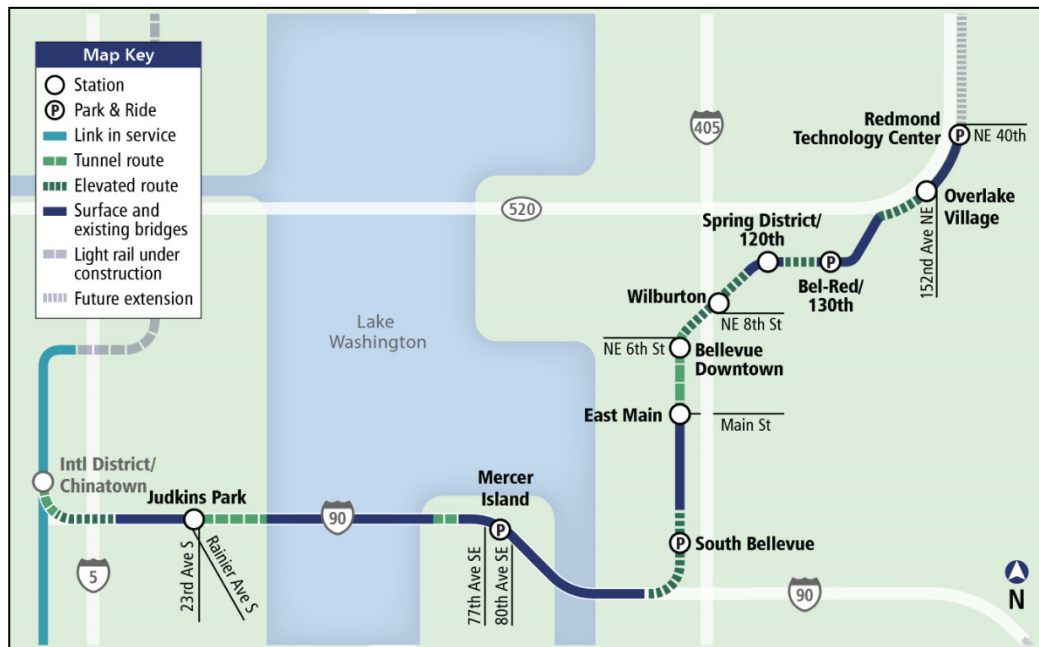 Map Key
Station
P
Park & Ride
Link in service
Tunnel route
Elevated route
Surface and
existing bridges
Light rail under
construction
Future extension
Lake
Washington
520
405
Redmond
Technology Center
P
NE 40th
Overlake
Village
152nd Ave NE
Spring District/
120th
P
Bel-Red/
130th
Wilburton
NE 8th St
NE 6th St
Bellevue
Downtown
East Main
Main St
Intl District/
Chinatown
Judkins Park
23rd Ave S
Rainier Ave S
5
90
Mercer
Island
P
77th Ave SE
80th Ave SE
P
South Bellevue
90
N